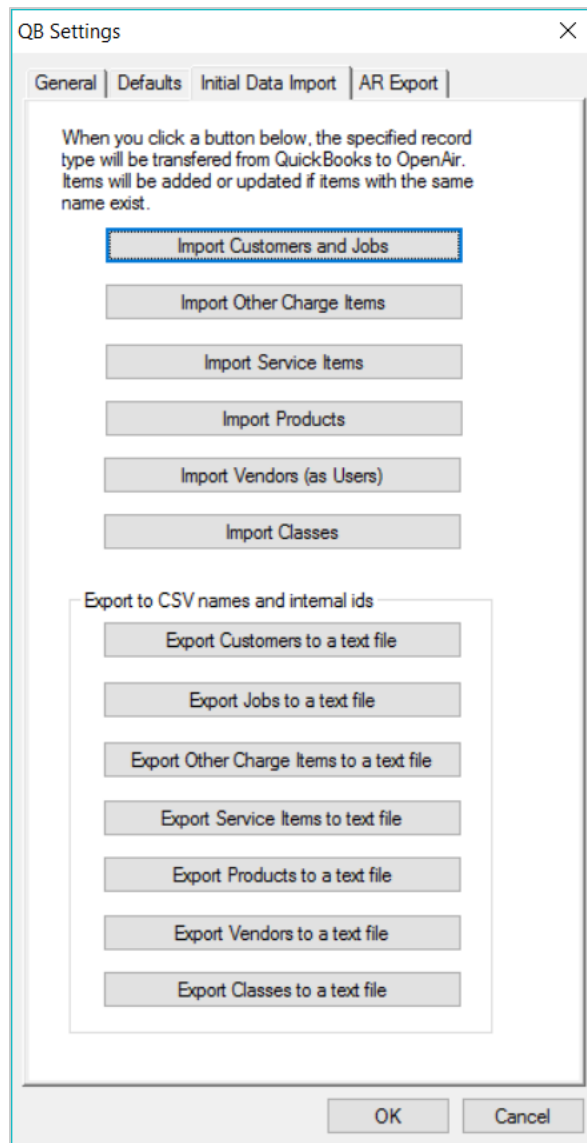 QB Settings
General
Defaults
Initial Data Import
AR Export
When you click a button below, the specified record
type will be transfered from QuickBooks to OpenAir.
Items will be added or updated if items with the same
name exist.
Import Customers and Jobs
Import Other Charge Items
Import Service Items
Import Products
Import Vendors (as Users)
Import Classes
Export to CSV names and internal ids
Export Customers to a text file
Export Jobs to a text file
Export Other Charge Items to a text file
Export Service Items to text file
Export Products to a text file
Export Vendors to a text file
Export Classes to a text file
OK
Cancel